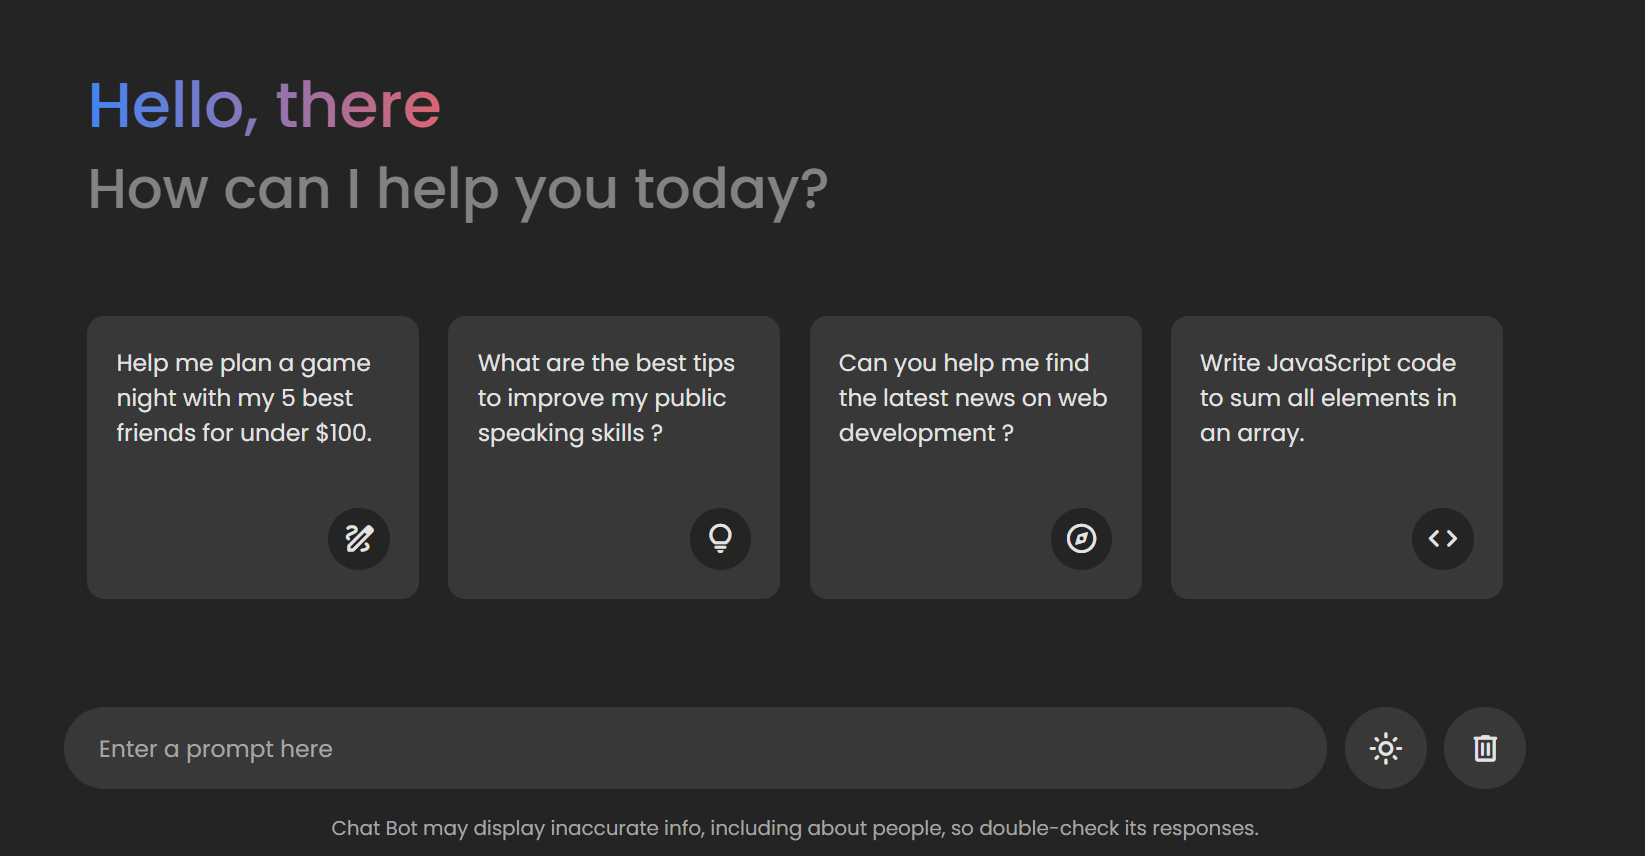 Hello, there
How can I help you today?
Help me plan a game
night with my 5 best
friends for under $100.
What are the best tips
to improve my public
speaking skills ?
Can you help me find
the latest news on web
development ?
Write JavaScript code
to sum all elements in
an array.
Enter a prompt here
Chat Bot may display inaccurate info, including about people, so double-check its responses.